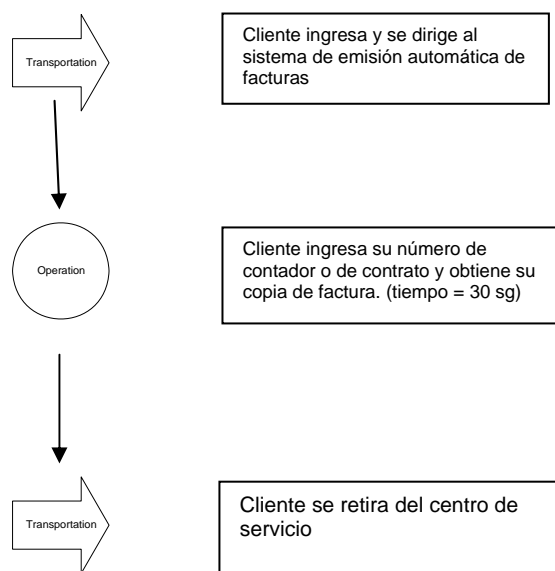 Transportation
Cliente ingresa y se dirige al
sistema de emisión automática de
facturas
Operation
Cliente ingresa su número de
contador o de contrato y obtiene su
copia de factura. (tiempo = 30 sg)
Transportation
Cliente se retira del centro de
servicio